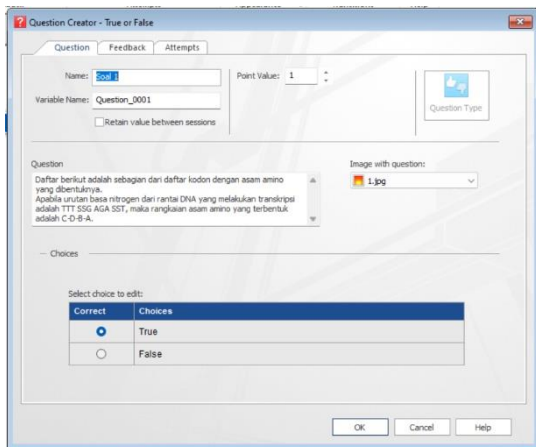 Question Creator - True or False
Question
Feedback
Attempts
Name: Soal 1
Point Value: 1
Variable Name: Question_0001
Retain value between sessions
Question Type
Question
Daftar berikut adalah sebagian dari daftar kodon dengan asam amino
yang dibentuknya.
Apabila urutan basa nitrogen dari rantai DNA yang melakukan transkripsi
adalah TTT SSG AGA SST, maka rangkaian asam amino yang terbentuk
adalah C-D-B-A.
Image with question:
1.jpg
Choices
Select choice to edit:
Correct Choices
True
False
OK
Cancel
Help